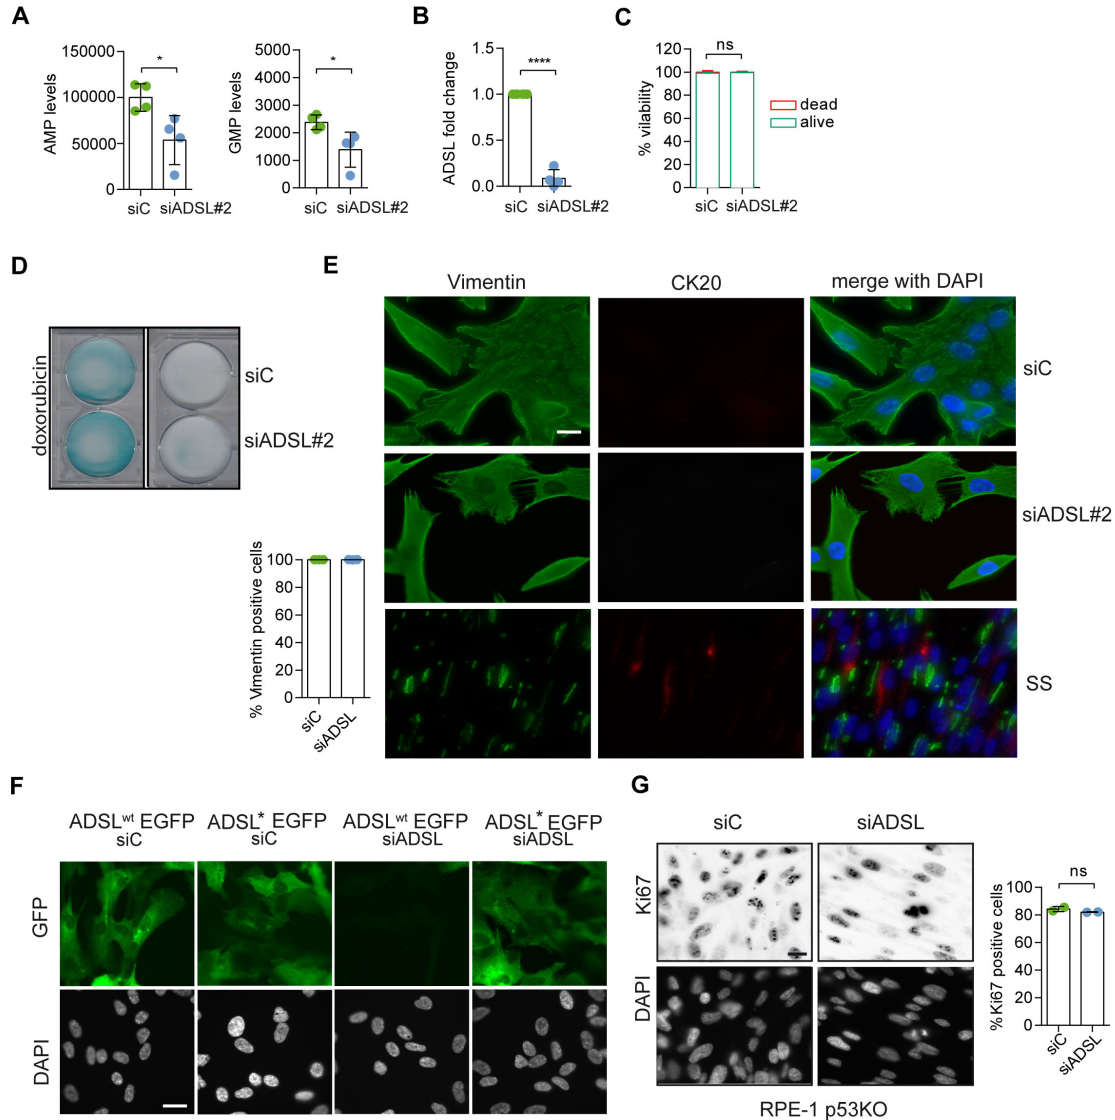 A
AMP levels
150000
100000
50000
0
*
siC
siADSL#2
GMP levels
5000
4000
3000
2000
1000
0
*
siC
siADSL#2
B
ADSL fold change
1.5
1.0
0.5
0.0
****
siC
siADSL#2
C
% vilability
120
100
80
60
40
20
0
ns
siC
siADSL#2
dead
alive
D
doxorubicin
siC
siADSL#2
% Vimentin positive cells
100
80
60
40
20
0
siC
siADSL
E
Vimentin
CK20
merge with DAPI
siC
siADSL#2
SS
F
ADSLwt EGFP
siC
ADSL* EGFP
siC
ADSLwt EGFP
siADSL
ADSL* EGFP
siADSL
GFP
DAPI
G
siC
siADSL
Ki67
DAPI
RPE-1 p53KO
%Ki67 positive cells
100
80
60
40
20
0
ns
siC
siADSL